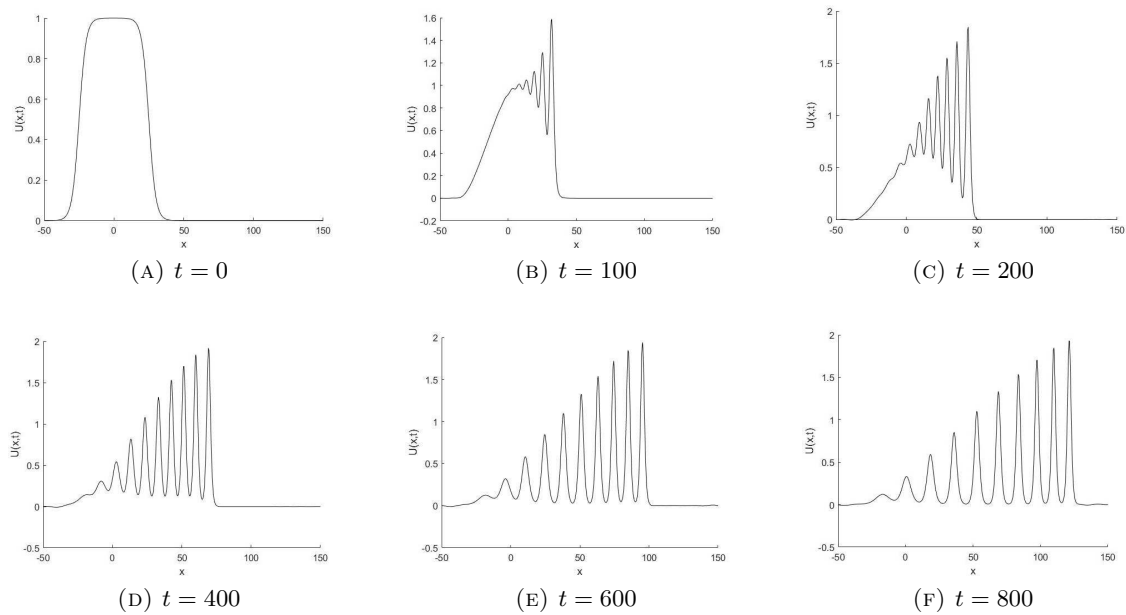 1
0.8
0.6
0.4
0.2
0
-50 0 50 100 150
U(x,t)
x
(A) t = 0
1.6
1.4
1.2
1
0.8
0.6
0.4
0.2
0
-0.2
-50 0 50 100 150
U(x,t)
x
(B) t = 100
2
1.5
1
0.5
0
-50 0 50 100 150
U(x,t)
x
(C) t = 200
2
1.5
1
0.5
0
-0.5
-50 0 50 100 150
U(x,t)
x
(D) t = 400
2
1.5
1
0.5
0
-0.5
-50 0 50 100 150
U(x,t)
x
(E) t = 600
2
1.5
1
0.5
0
-0.5
-50 0 50 100 150
U(x,t)
x
(F) t = 800